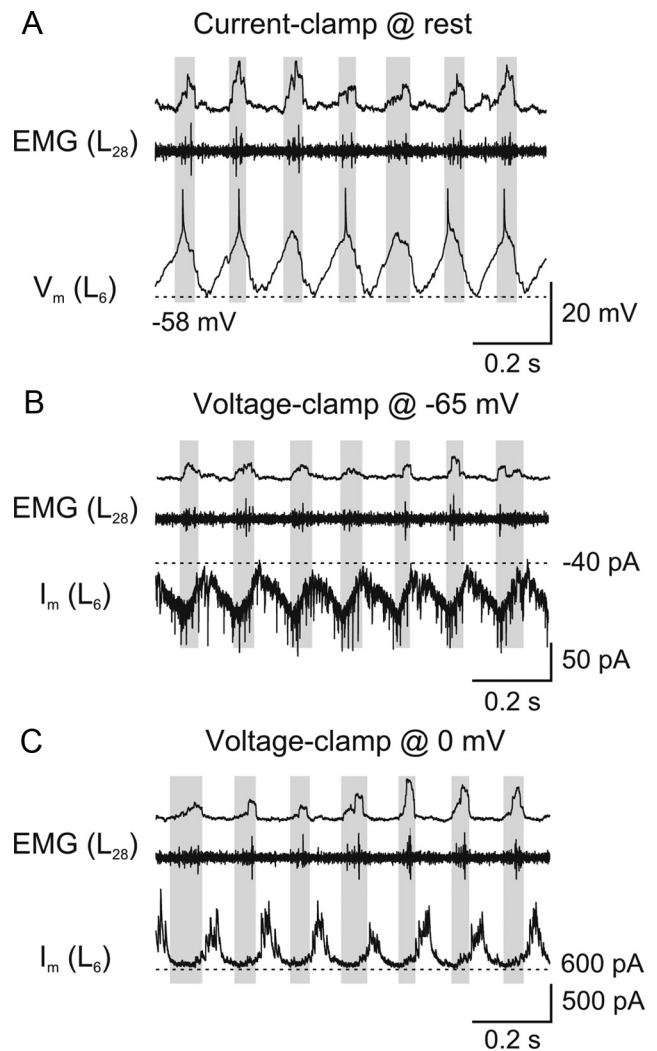 A Current-clamp @ rest
EMG (L28)
Vm (L6)
-58 mV
20 mV
0.2 s
B Voltage-clamp @ -65 mV
EMG (L28)
-40 pA
Im (L6)
50 pA
0.2 s
C Voltage-clamp @ 0 mV
EMG (L28)
Im (L6)
600 pA
500 pA
0.2 s